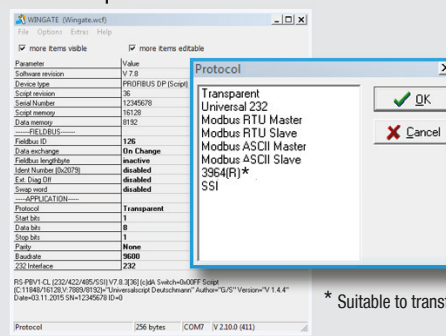 WINGATE (Wingate.wcf)
File Options Extras Help
more items visible more items editable
Parameter Value
Software revision V 7.8
Device type PROFIBUS DP (Script)
Script revision 36
Serial Number 12345678
Script memory 16128
Data memory 8192
-----FIELDBUS-----
Fieldbus ID 126
Data exchange On Change
Fieldbus lengthbyte inactive
Ident Number (0x2079) disabled
Ext. Diag Off disabled
Swap word disabled
-----APPLICATION-----
Protocol Transparent
Start bits 1
Data bits 8
Stop bits 1
Parity None
Baudrate 9600
232 Interface 232
RS-PBV1-CL (232/422/485/SSI) V7.8.3[36] (c)dA Switch=0x00FF Script
(C:11848/16128,V:7889/8192)="Universalscript Deutschmann" Author="G/S" Version="V 1.4.4"
Date=03.11.2015 SN=12345678 ID=0
Protocol 256 bytes COM7 V 2.10.0 (411)
Protocol
Transparent
Universal 232
Modbus RTU Master
Modbus RTU Slave
Modbus ASCII Master
Modbus ASCII Slave
3964(R)*
SSI
OK
Cancel
* Suitable to